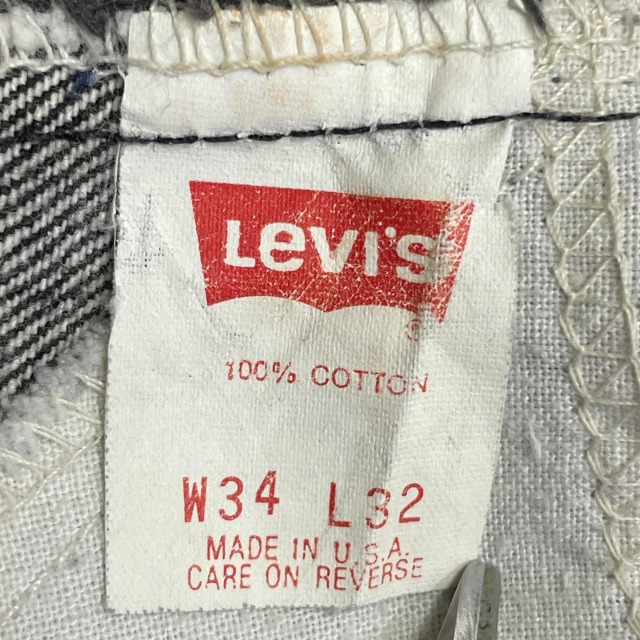 Levi's
®
100% COTTON
W34 L32
MADE IN U.S.A.
CARE ON REVERSE